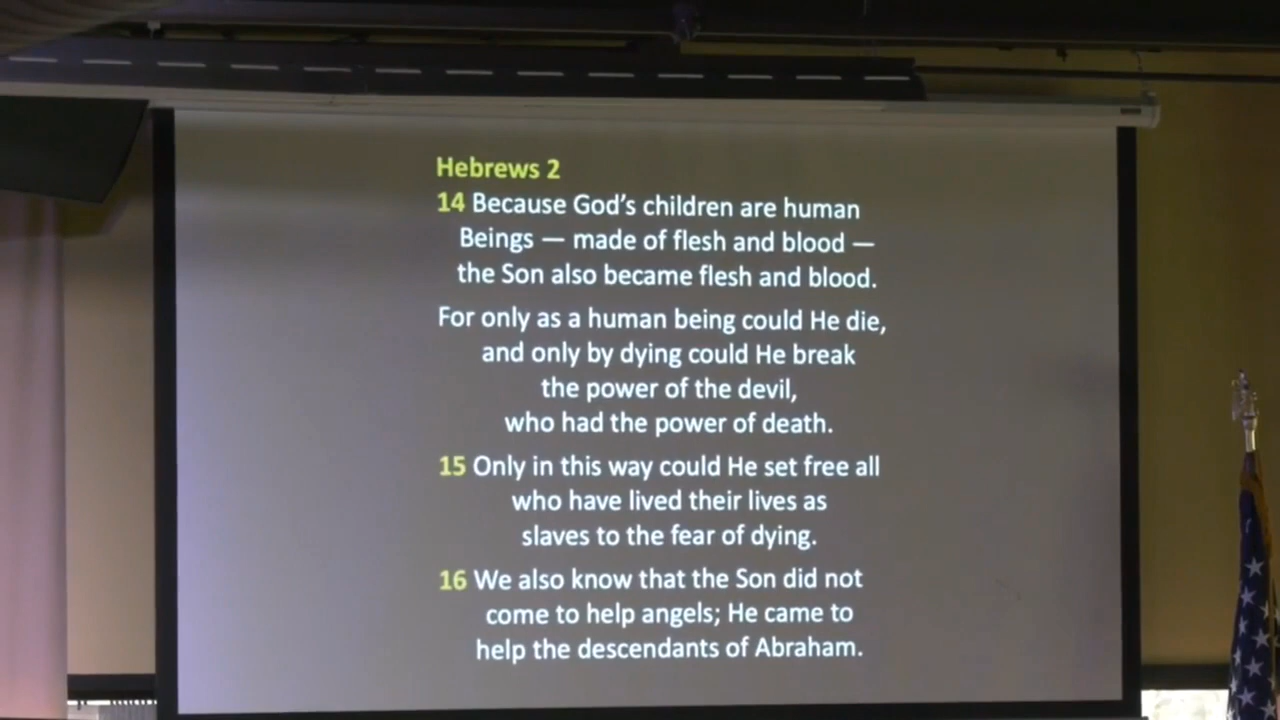 Hebrews 2
14 Because God's children are human
Beings — made of flesh and blood —
the Son also became flesh and blood.
For only as a human being could He die,
and only by dying could He break
the power of the devil,
who had the power of death.
15 Only in this way could He set free all
who have lived their lives as
slaves to the fear of dying.
16 We also know that the Son did not
come to help angels; He came to
help the descendants of Abraham.